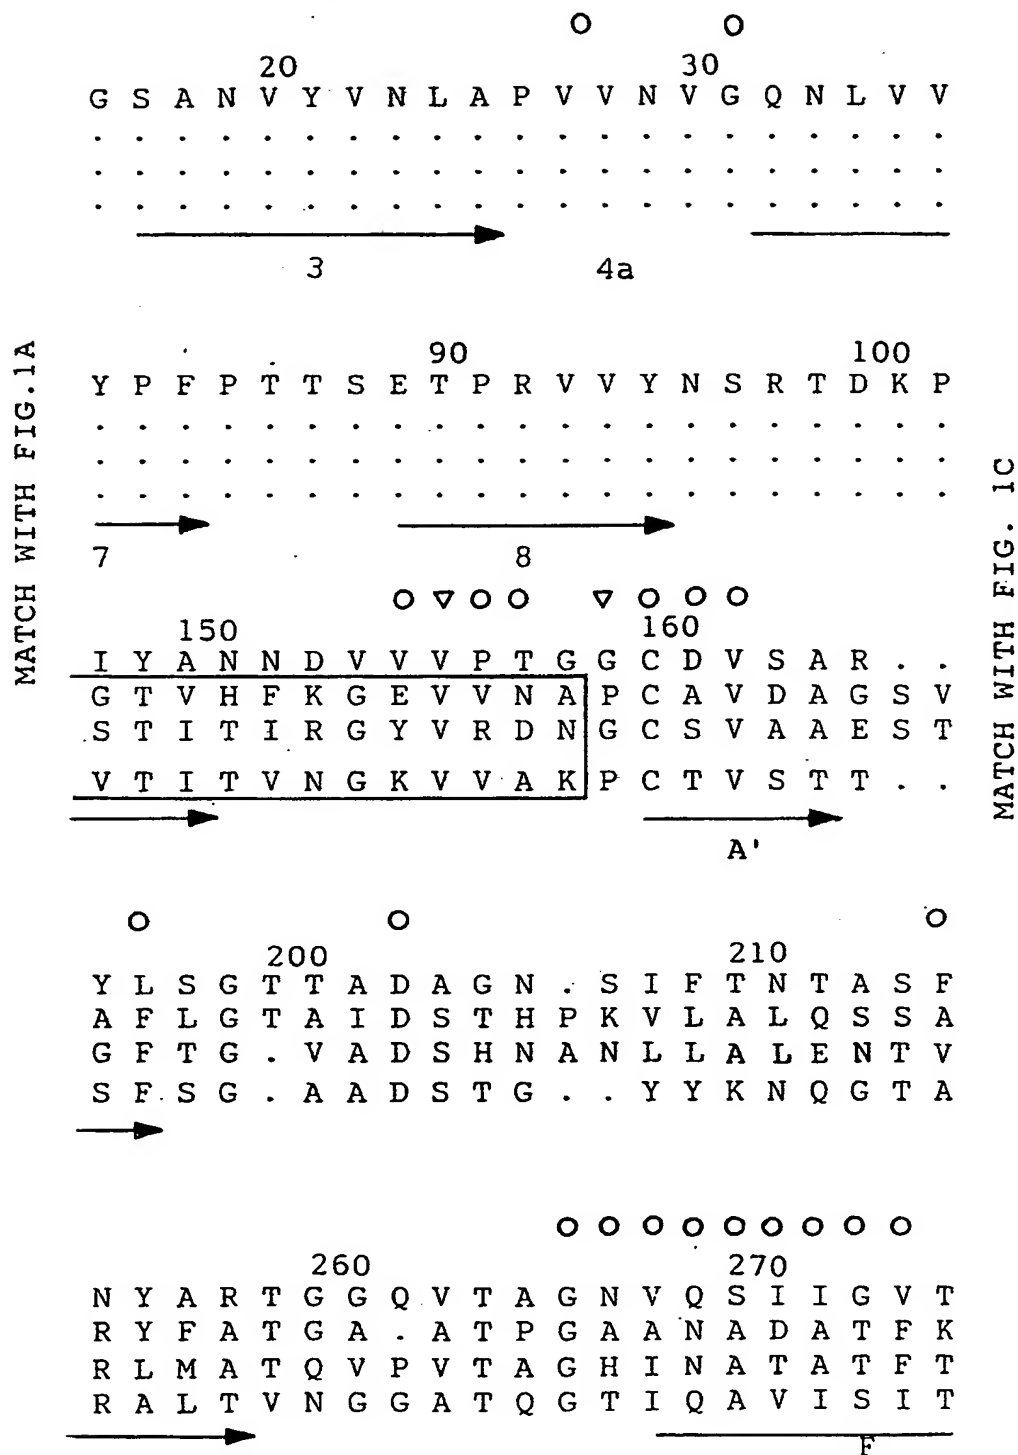 20 30
G S A N V Y V N L A P V V N V G Q N L V V
. . . . . . . . . . . . . . . . . . . . .
. . . . . . . . . . . . . . . . . . . . .
. . . . . . . . . . . . . . . . . . . . .
3 4a
MATCH WITH FIG.1A
90 100
Y P F P T T S E T P R V V Y N S R T D K P
. . . . . . . . . . . . . . . . . . . . .
. . . . . . . . . . . . . . . . . . . . .
. . . . . . . . . . . . . . . . . . . . .
7 8
MATCH WITH FIG. 1C
150 160
I Y A N N D V V V P T G G C D V S A R . .
G T V H F K G E V V N A P C A V D A G S V
S T I T I R G Y V R D N G C S V A A E S T
V T I T V N G K V V A K P C T V S T T . .
A'
200 210
Y L S G T T A D A G N . S I F T N T A S F
A F L G T A I D S T H P K V L A L Q S S A
G F T G . V A D S H N A N L L A L E N T V
S F S G . A A D S T G . . Y Y K N Q G T A
260 270
N Y A R T G G Q V T A G N V Q S I I G V T
R Y F A T G A . A T P G A A N A D A T F K
R L M A T Q V P V T A G H I N A T A T F T
R A L T V N G G A T Q G T I Q A V I S I T
F